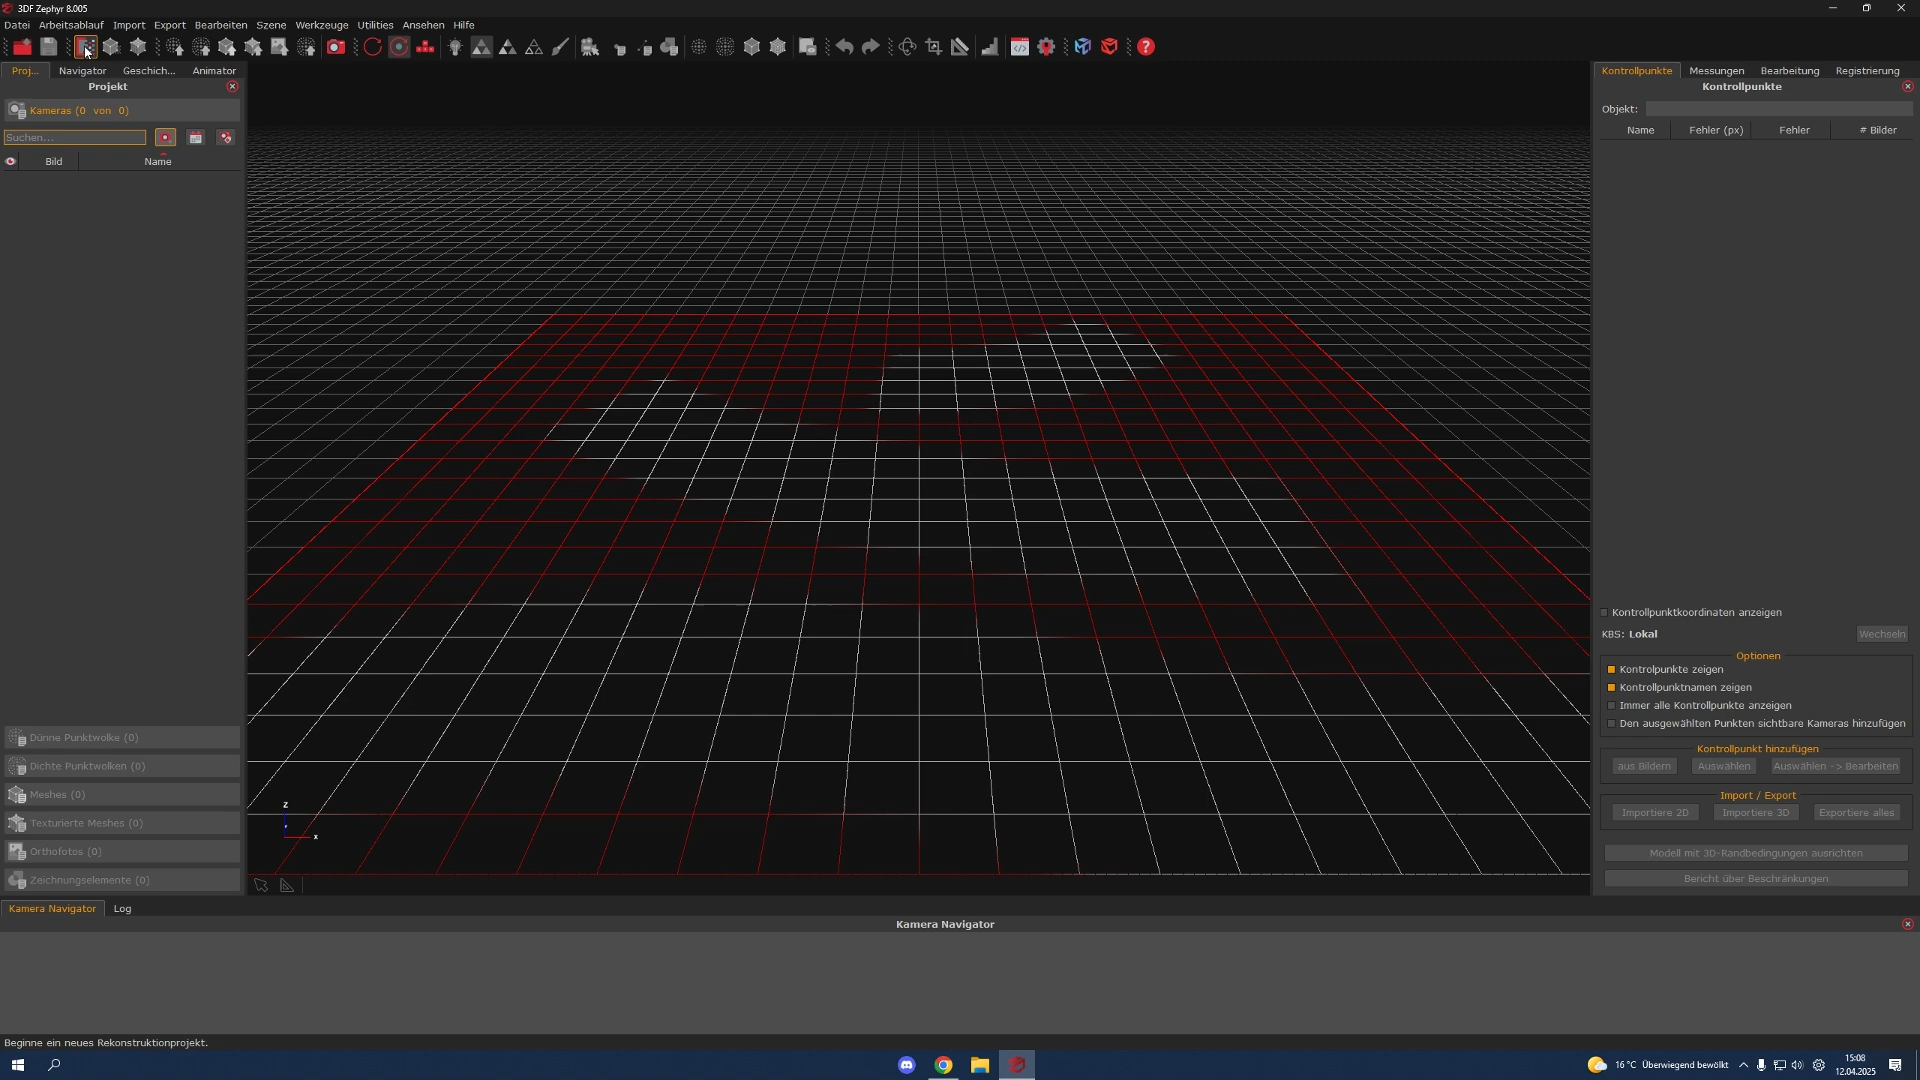 3DF Zephyr 8.005
Datei Arbeitsablauf Import Export Bearbeiten Szene Werkzeuge Utilities Ansehen Hilfe
Proj... Navigator Geschich... Animator
Projekt
Kameras (0 von 0)
Suchen...
Bild Name
Dünne Punktwolke (0)
Dichte Punktwolken (0)
Meshes (0)
Texturierte Meshes (0)
Orthofotos (0)
Zeichnungselemente (0)
z
x
Kontrollpunkte Messungen Bearbeitung Registrierung
Kontrollpunkte
Objekt:
Name Fehler (px) Fehler # Bilder
Kontrollpunktkoordinaten anzeigen
KBS: Lokal Wechseln
Optionen
Kontrolpunkte zeigen
Kontrollpunktnamen zeigen
Immer alle Kontrollpunkte anzeigen
Den ausgewählten Punkten sichtbare Kameras hinzufügen
Kontrollpunkt hinzufügen
aus Bildern Auswählen Auswählen -> Bearbeiten
Import / Export
Importiere 2D Importiere 3D Exportiere alles
Modell mit 3D-Randbedingungen ausrichten
Bericht über Beschränkungen
Kamera Navigator Log
Kamera Navigator
Beginne ein neues Rekonstruktionprojekt.
16°C Überwiegend bewölkt
15:08
12.04.2025